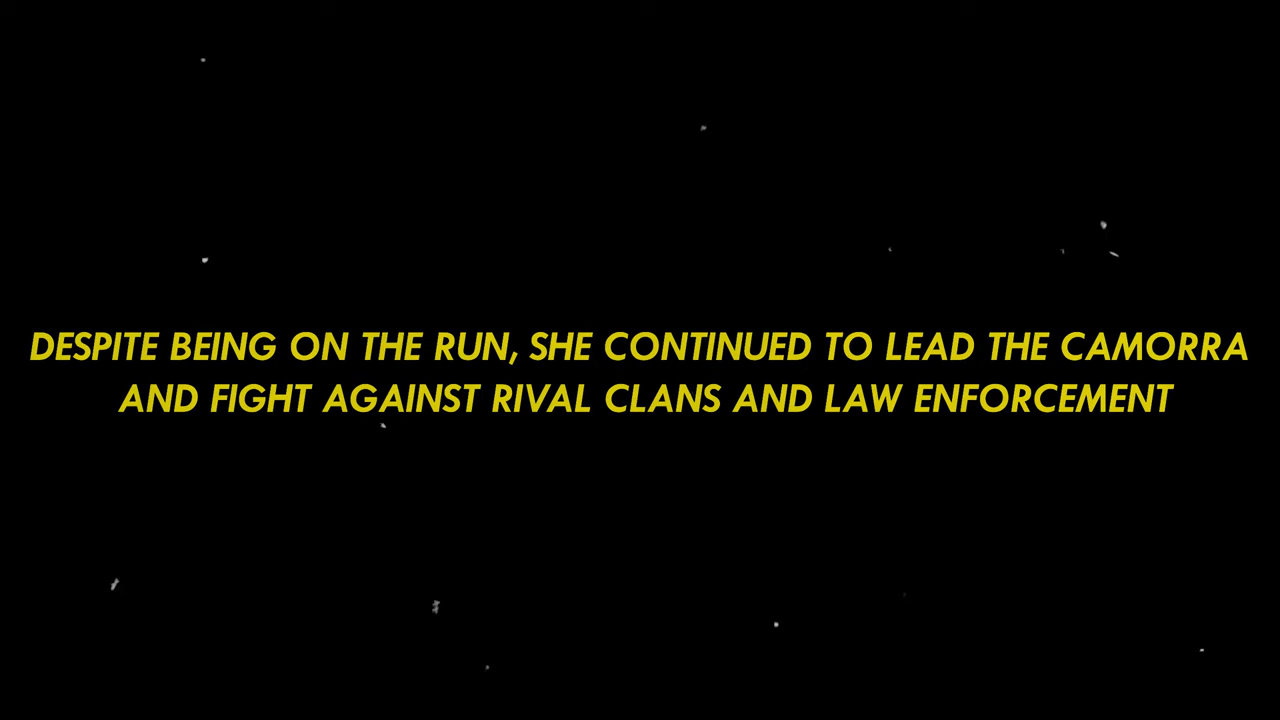 DESPITE BEING ON THE RUN, SHE CONTINUED TO LEAD THE CAMORRA
AND FIGHT AGAINST RIVAL CLANS AND LAW ENFORCEMENT